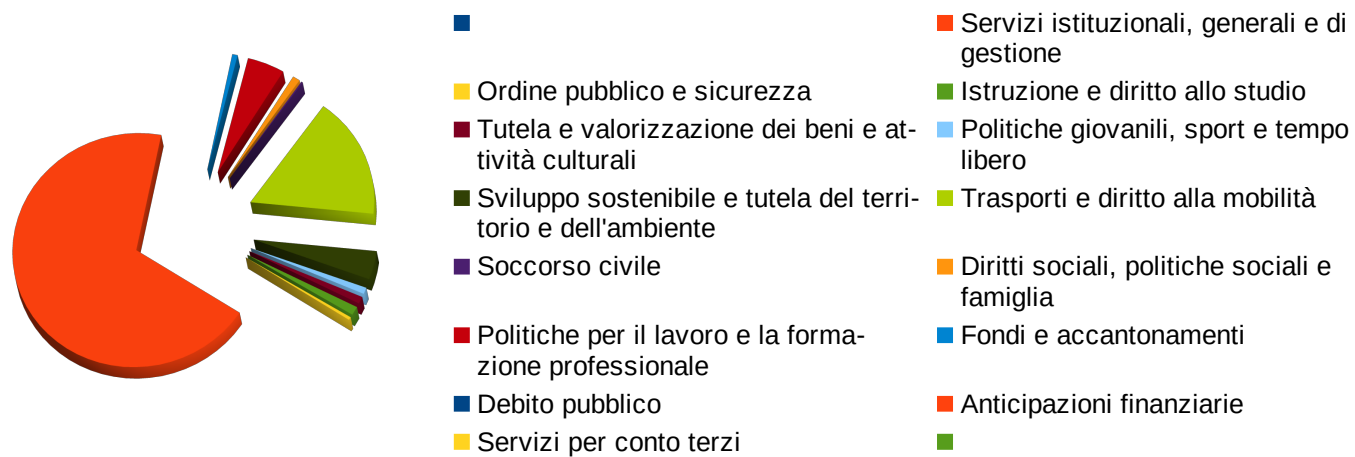 Servizi istituzionali, generali e di
gestione
Ordine pubblico e sicurezza
Istruzione e diritto allo studio
Tutela e valorizzazione dei beni e at-
tività culturali
Politiche giovanili, sport e tempo
libero
Sviluppo sostenibile e tutela del terri-
torio e dell'ambiente
Trasporti e diritto alla mobilità
Soccorso civile
Diritti sociali, politiche sociali e
famiglia
Politiche per il lavoro e la forma-
zione professionale
Fondi e accantonamenti
Debito pubblico
Anticipazioni finanziarie
Servizi per conto terzi